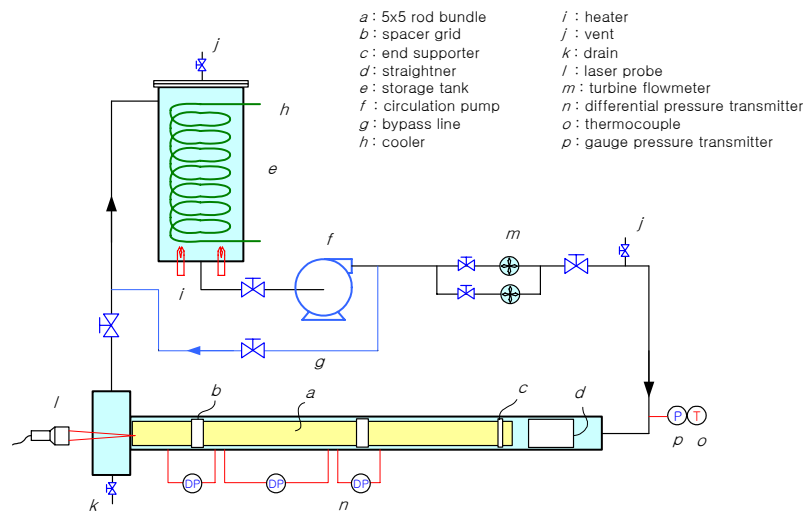 a : 5x5 rod bundle
b : spacer grid
c : end supporter
d : straightner
e : storage tank
f : circulation pump
g : bypass line
h : cooler
i : heater
j : vent
k : drain
l : laser probe
m : turbine flowmeter
n : differential pressure transmitter
o : thermocouple
p : gauge pressure transmitter
j
h
e
f
m
j
i
g
l
b
a
c
d
P
T
p
o
DP
DP
DP
k
n